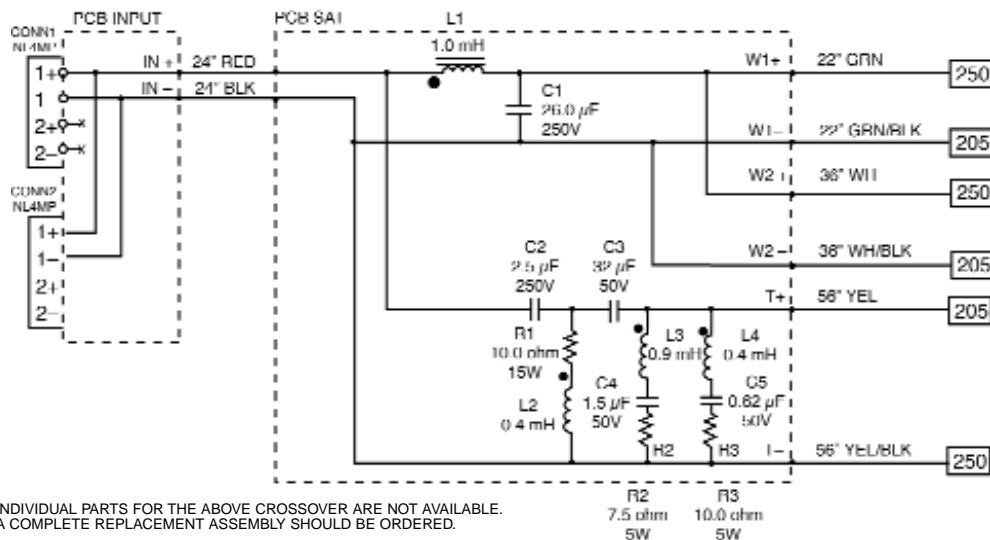 PCB INPUT
CONN1
NL4MP
1+
1
2+
2-
CONN2
NL4MP
1+
1-
2+
2-
IN +
IN -
24" RED
24" BLK
PCB SAT
L1
1.0 mH
C1
26.0 µF
250V
W1+
22" GRN
250
W1-
22" GRN/BLK
205
W2 +
36" WH
250
W2 -
36" WH/BLK
205
T+
56" YEL
205
T-
56" YEL/BLK
250
C2
2.5 µF
250V
C3
32 µF
50V
R1
10.0 ohm
15W
L2
0.4 mH
L3
0.9 mH
L4
0.4 mH
C4
1.5 µF
50V
C5
0.62 µF
50V
R2
R3
R2
7.5 ohm
5W
R3
10.0 ohm
5W
INDIVIDUAL PARTS FOR THE ABOVE CROSSOVER ARE NOT AVAILABLE.
A COMPLETE REPLACEMENT ASSEMBLY SHOULD BE ORDERED.